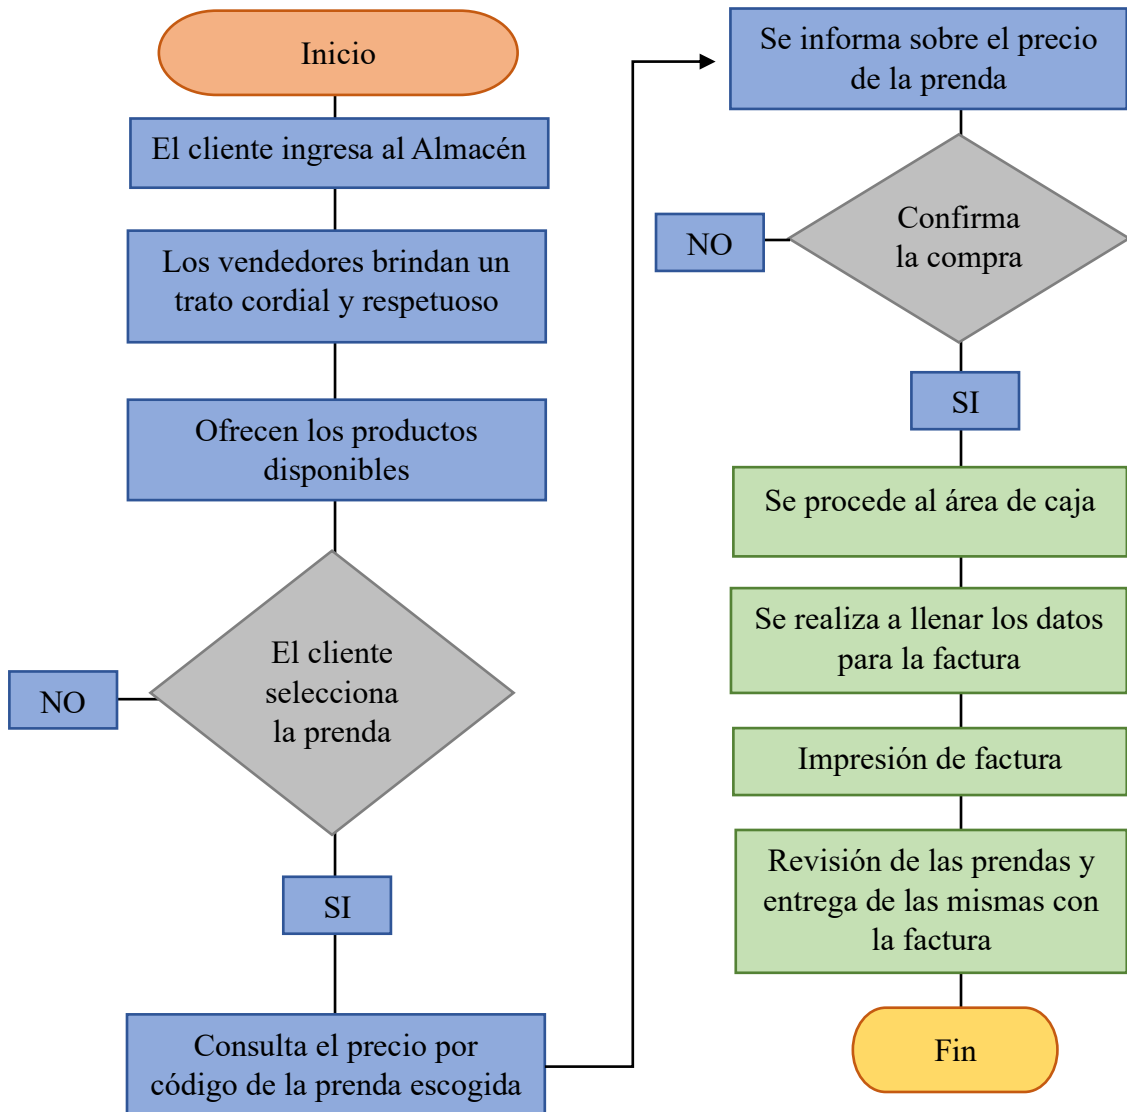 Inicio
El cliente ingresa al Almacén
Los vendedores brindan un
trato cordial y respetuoso
Ofrecen los productos
disponibles
El cliente
selecciona
la prenda
NO
SI
Consulta el precio por
código de la prenda escogida
Se informa sobre el precio
de la prenda
Confirma
la compra
NO
SI
Se procede al área de caja
Se realiza a llenar los datos
para la factura
Impresión de factura
Revisión de las prendas y
entrega de las mismas con
la factura
Fin